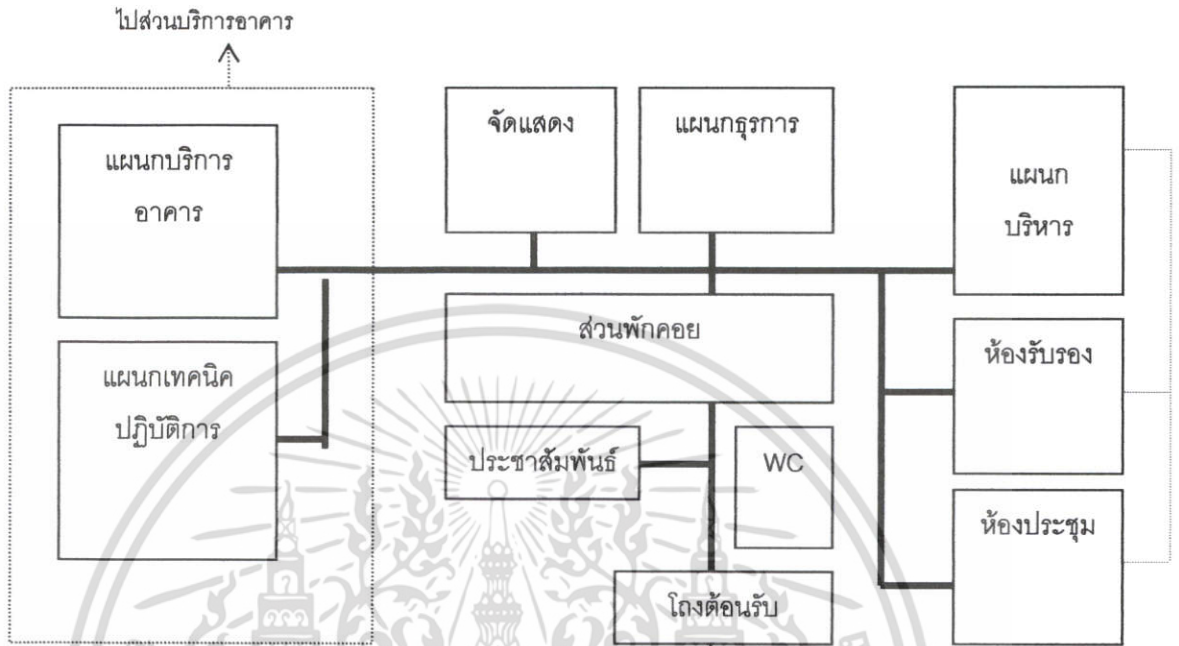 ไปส่วนบริการอาคาร
จัดแสดง
แผนกธุรการ
แผนกบริการ
อาคาร
แผนก
บริหาร
ส่วนพักคอย
ห้องรับรอง
แผนกเทคนิค
ปฏิบัติการ
ประชาสัมพันธ์
WC
ห้องประชุม
โถงต้อนรับ